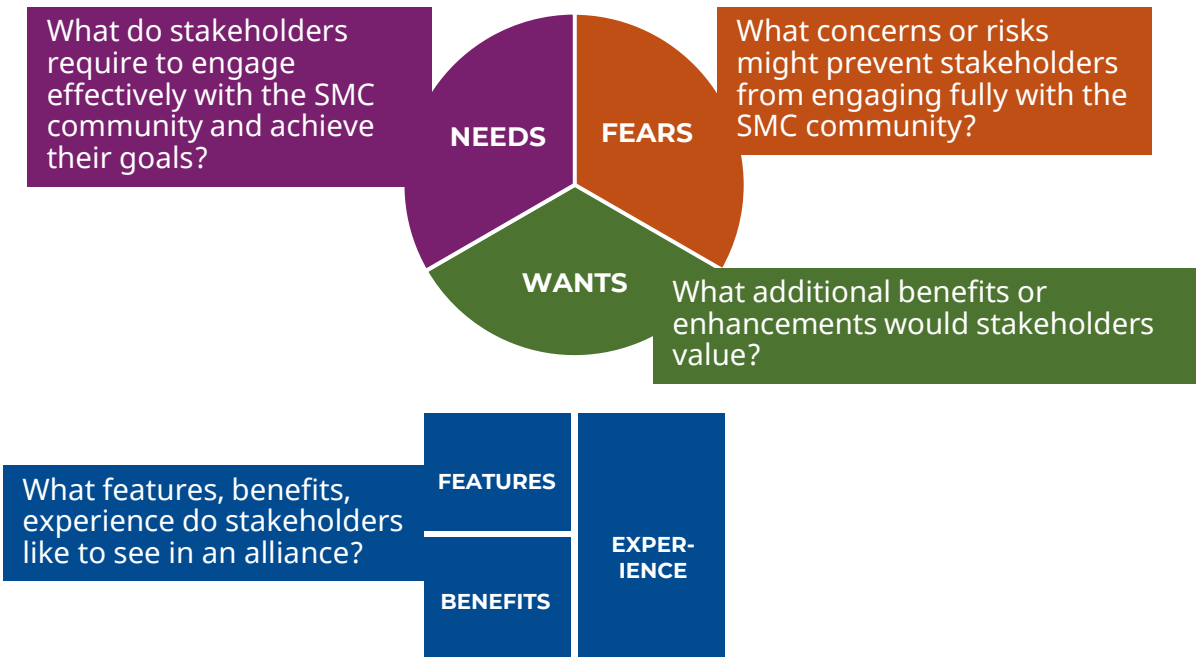 What do stakeholders
require to engage
effectively with the SMC
community and achieve
their goals?
NEEDS
FEARS
What concerns or risks
might prevent stakeholders
from engaging fully with the
SMC community?
WANTS
What additional benefits or
enhancements would stakeholders
value?
What features, benefits,
experience do stakeholders
like to see in an alliance?
FEATURES
BENEFITS
EXPER-
IENCE